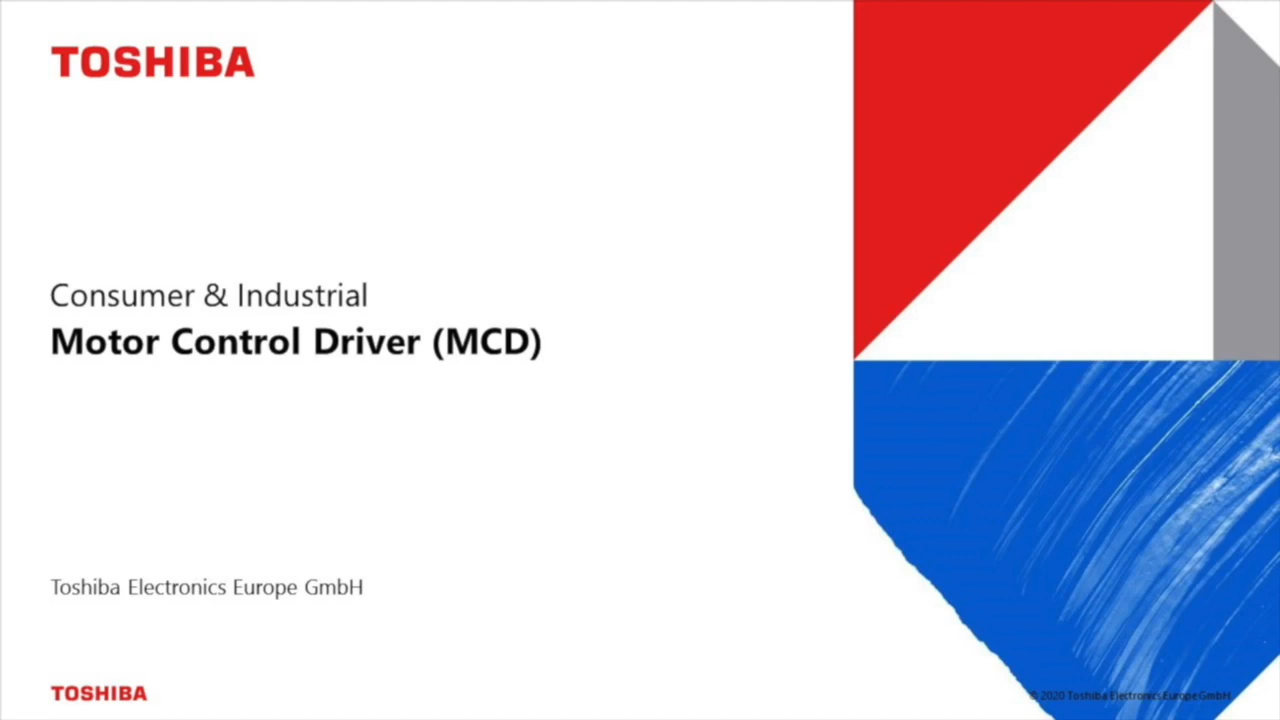 TOSHIBA
Consumer & Industrial
Motor Control Driver (MCD)
Toshiba Electronics Europe GmbH
TOSHIBA
© 2020 Toshiba Electronics Europe GmbH